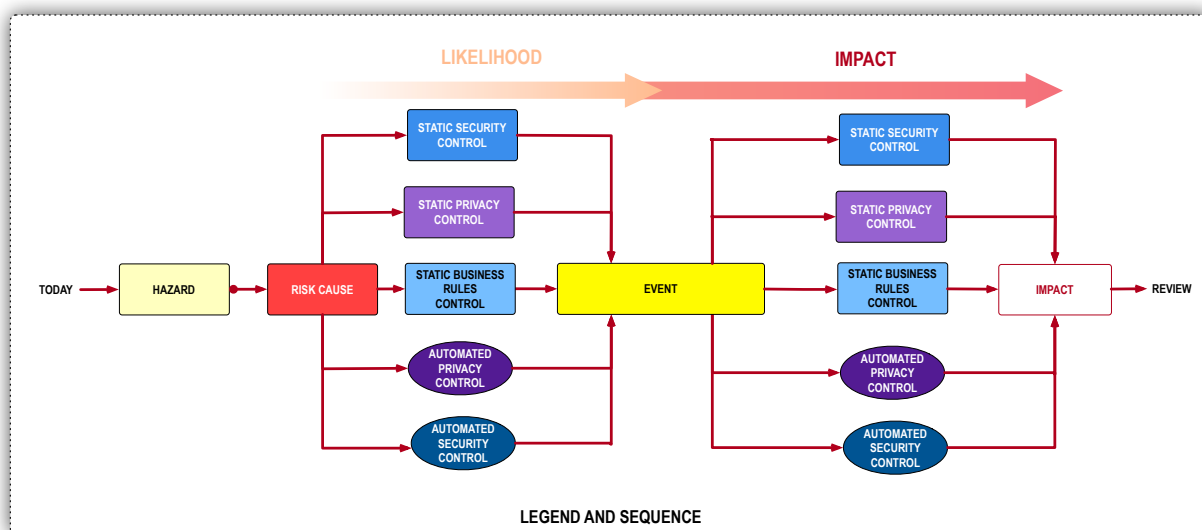 LIKELIHOOD
IMPACT
STATIC SECURITY
CONTROL
STATIC SECURITY
CONTROL
STATIC PRIVACY
CONTROL
STATIC PRIVACY
CONTROL
TODAY
HAZARD
RISK CAUSE
STATIC BUSINESS
RULES
CONTROL
EVENT
STATIC BUSINESS
RULES
CONTROL
IMPACT
REVIEW
AUTOMATED
PRIVACY
CONTROL
AUTOMATED
PRIVACY
CONTROL
AUTOMATED
SECURITY
CONTROL
AUTOMATED
SECURITY
CONTROL
LEGEND AND SEQUENCE